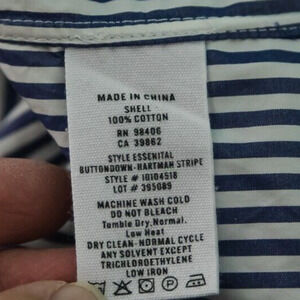 MADE IN CHINA
SHELL
100% COTTON
RN 98406
CA 39862
STYLE ESSENITAL
BUTTONDOWN-HARTMAN STRIPE
STYLE # 10104518
LOT # 395089
MACHINE WASH COLD
DO NOT BLEACH
Tumble Dry,Normal,
Low Heat
DRY CLEAN-NORMAL CYCLE
ANY SOLVENT EXCEPT
TRICHLOROETHYLENE
LOW IRON